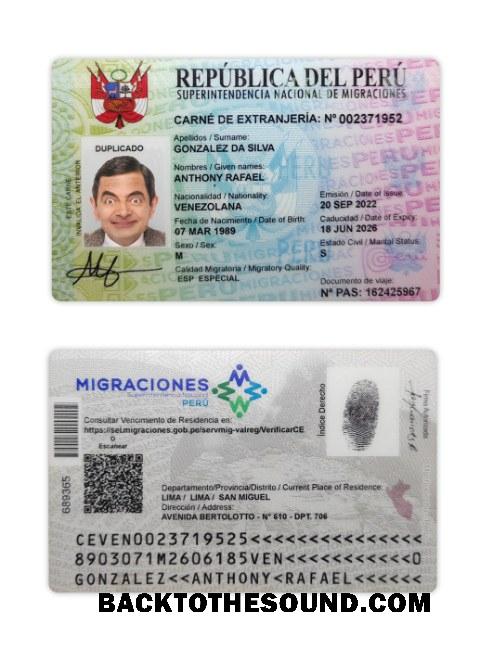 REPÚBLICA DEL PERÚ
SUPERINTENDENCIA NACIONAL DE MIGRACIONES
CARNÉ DE EXTRANJERÍA: Nº 002371952
DUPLICADO
ESTE CARNÉ
INVALIDA EL ANTERIOR
Apellidos / Surname:
GONZALEZ DA SILVA
Nombres / Given names:
ANTHONY RAFAEL
Nacionalidad / Nationality:
VENEZOLANA
Emisión / Date of Issue:
20 SEP 2022
Fecha de Nacimiento / Date of Birth:
07 MAR 1989
Caducidad / Date of Expiry:
18 JUN 2026
Sexo / Sex:
M
Estado Civil / Marital Status:
S
Calidad Migratoria / Migratory Quality:
ESP ESPECIAL
Documento de viaje:
Nº PAS: 162425967
MIGRACIONES
Superintendencia Nacional
PERÚ
Consultar Vencimiento de Residencia en:
https://sel.migraciones.gob.pe/servmig-valreg/VerificarCE
O
Escanear
689365
Índice Derecho
Firma Autorizada
Departamento/Provincia/Distrito / Current Place of Residence:
LIMA / LIMA / SAN MIGUEL
Dirección / Address:
AVENIDA BERTOLOTTO - Nº 610 - DPT. 706
CEVEN0023719525<<<<<<<<<<<<<<<
8903071M2606185VEN<<<<<<<<<<<0
GONZALEZ<<ANTHONY<RAFAEL<<<<<<
BACKTOTHESOUND.COM